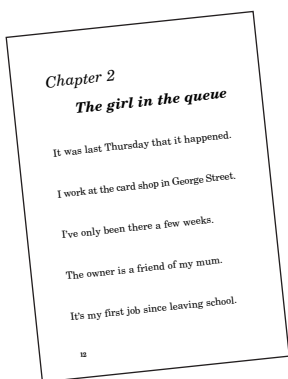 Chapter 2
The girl in the queue
It was last Thursday that it happened.
I work at the card shop in George Street.
I've only been there a few weeks.
The owner is a friend of my mum.
It's my first job since leaving school.
12